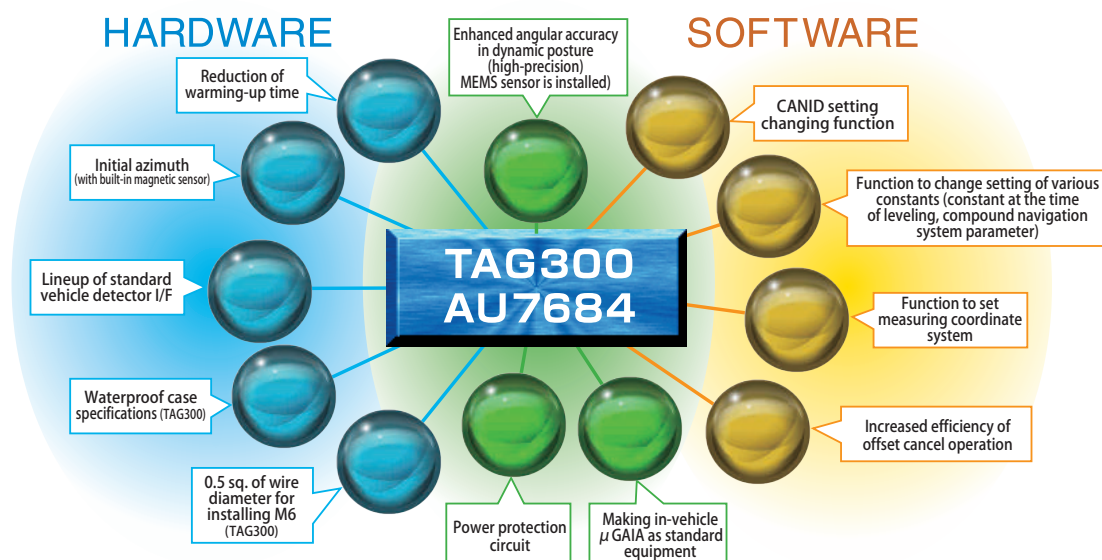 HARDWARE
SOFTWARE
Reduction of
warming-up time
Initial azimuth
(with built-in magnetic sensor)
Lineup of standard
vehicle detector I/F
Waterproof case
specifications (TAG300)
0.5 sq. of wire
diameter for
installing M6
(TAG300)
Enhanced angular accuracy
in dynamic posture
(high-precision)
MEMS sensor is installed)
TAG300
AU7684
Power protection
circuit
Making in-vehicle
μ GAIA as standard
equipment
CANID setting
changing function
Function to change setting of various
constants (constant at the time
of leveling, compound navigation
system parameter)
Function to set
measuring coordinate
system
Increased efficiency of
offset cancel operation